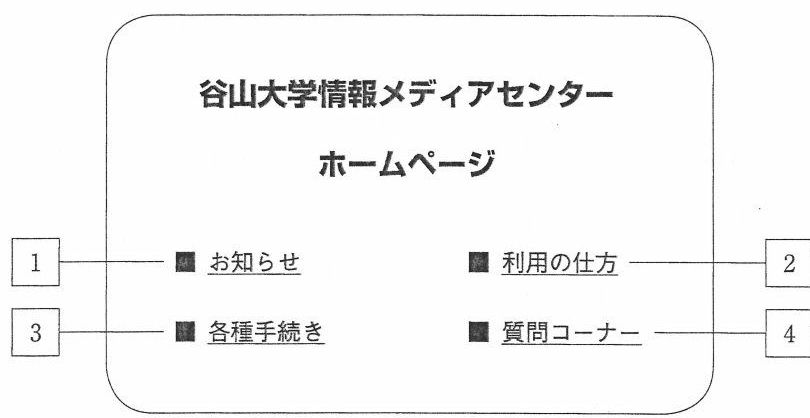 谷山大学情報メディアセンター
ホームページ
1 ■ お知らせ ■ 利用の仕方 2
3 ■ 各種手続き ■ 質問コーナー 4